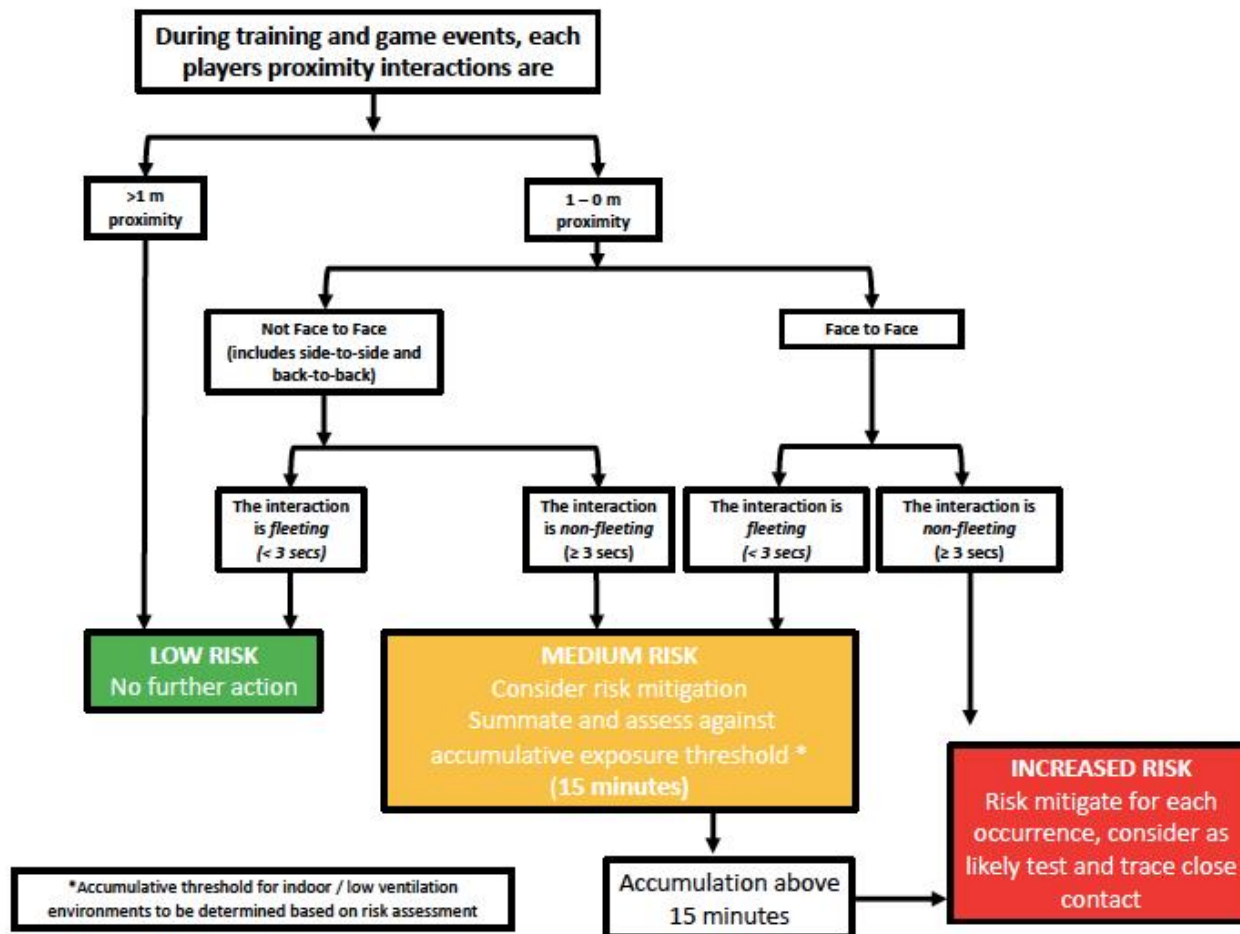 During training and game events, each
players proximity interactions are
>1 m
proximity
1 – 0 m
proximity
Not Face to Face
(includes side-to-side and
back-to-back)
Face to Face
The interaction
is fleeting
(< 3 secs)
The interaction
is non-fleeting
(≥ 3 secs)
The interaction is
fleeting
(< 3 secs)
The interaction is
non-fleeting
(≥ 3 secs)
LOW RISK
No further action
MEDIUM RISK
Consider risk mitigation
Summate and assess against
accumulative exposure threshold *
(15 minutes)
INCREASED RISK
Risk mitigate for each
occurrence, consider as
likely test and trace close
contact
Accumulation above
15 minutes
*Accumulative threshold for indoor / low ventilation
environments to be determined based on risk assessment